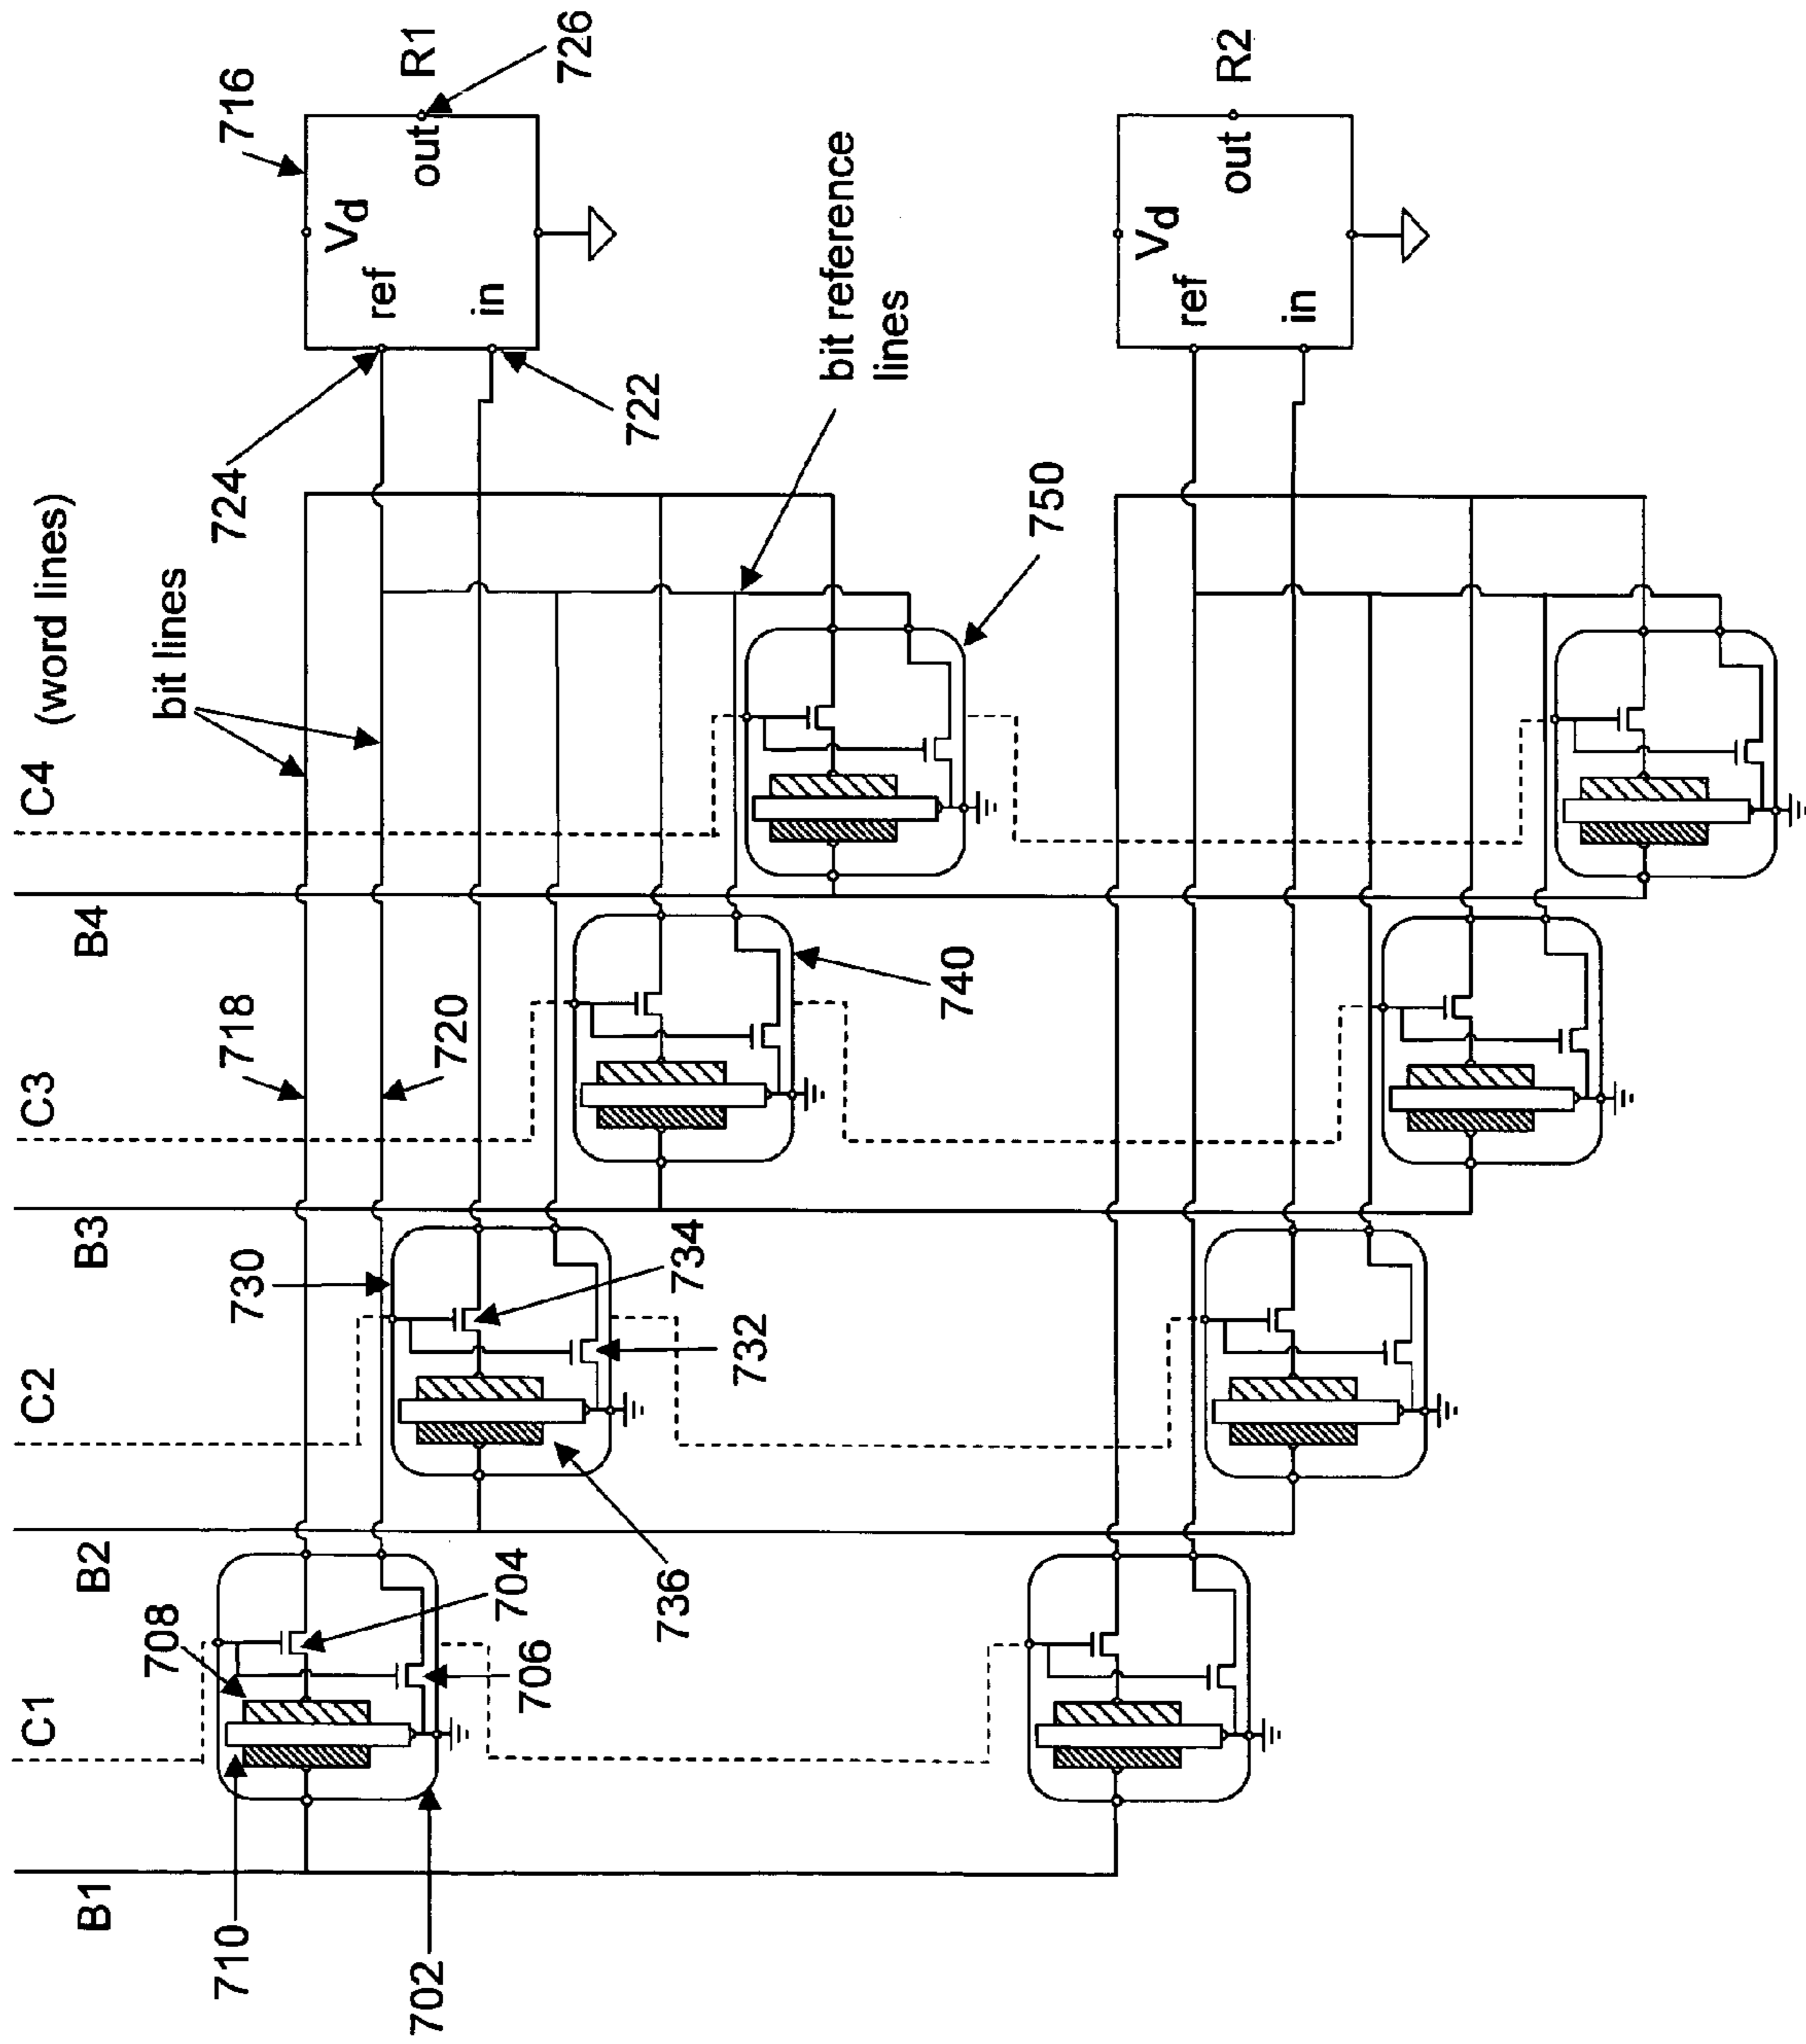 C1
C2
C3
C4 (word lines)
B1
B2
B3
B4
bit lines
716
718
720
724
722
726
R1
Vd
ref
in
out
bit reference
lines
708
710
702
704
706
730
734
732
736
740
750
R2
Vd
ref
in
out